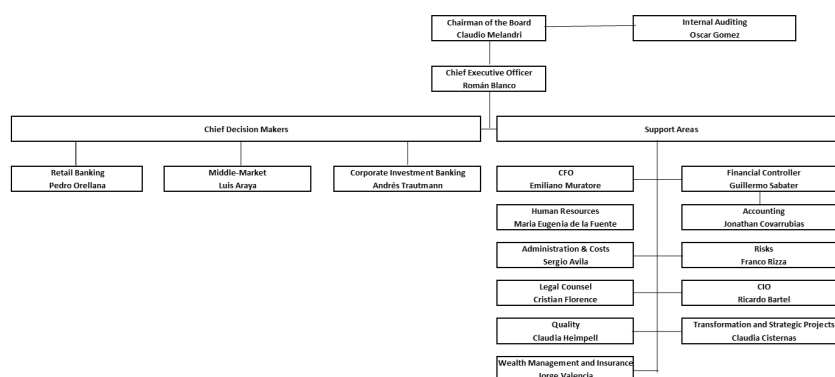 Chairman of the Board
Claudio Melandri
Internal Auditing
Oscar Gomez
Chief Executive Officer
Román Blanco
Chief Decision Makers
Support Areas
Retail Banking
Pedro Orellana
Middle-Market
Luis Araya
Corporate Investment Banking
Andrés Trautmann
CFO
Emiliano Muratore
Financial Controller
Guillermo Sabater
Human Resources
Maria Eugenia de la Fuente
Accounting
Jonathan Covarrubias
Administration & Costs
Sergio Avila
Risks
Franco Rizza
Legal Counsel
Cristian Florence
CIO
Ricardo Bartel
Quality
Claudia Heimpell
Transformation and Strategic Projects
Claudia Cisternas
Wealth Management and Insurance
Jorge Valencia